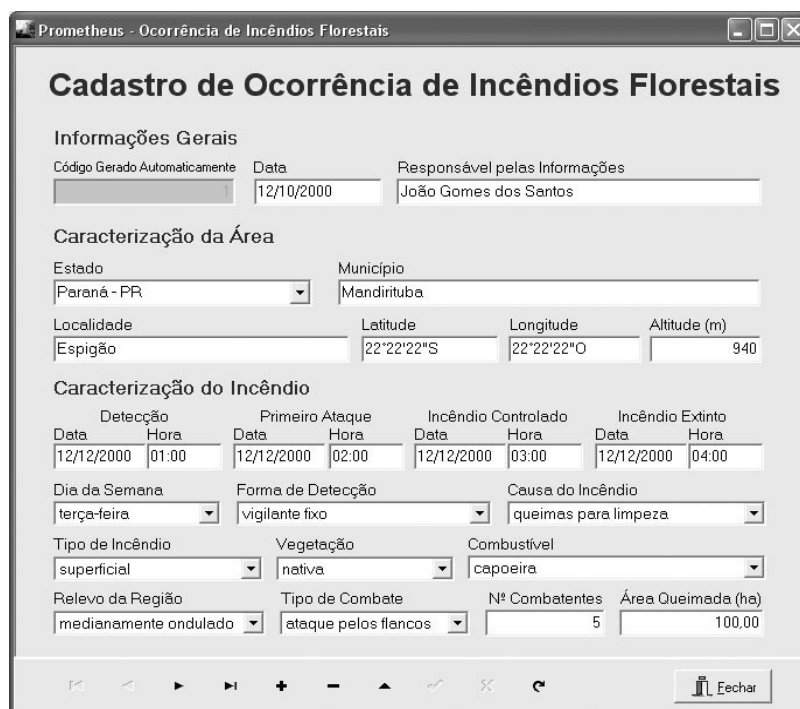 Prometheus - Ocorrência de Incêndios Florestais
Cadastro de Ocorrência de Incêndios Florestais
Informações Gerais
Código Gerado Automaticamente Data Responsável pelas Informações
1 12/10/2000 João Gomes dos Santos
Caracterização da Área
Estado Município
Paraná - PR Mandirituba
Localidade Latitude Longitude Altitude (m)
Espigão 22°22'22"S 22°22'22"O 940
Caracterização do Incêndio
Detecção Primeiro Ataque Incêndio Controlado Incêndio Extinto
Data Hora Data Hora Data Hora Data Hora
12/12/2000 01:00 12/12/2000 02:00 12/12/2000 03:00 12/12/2000 04:00
Dia da Semana Forma de Detecção Causa do Incêndio
terça-feira vigilante fixo queimas para limpeza
Tipo de Incêndio Vegetação Combustível
superficial nativa capoeira
Relevo da Região Tipo de Combate Nº Combatentes Área Queimada (ha)
medianamente ondulado ataque pelos flancos 5 100,00
Fechar